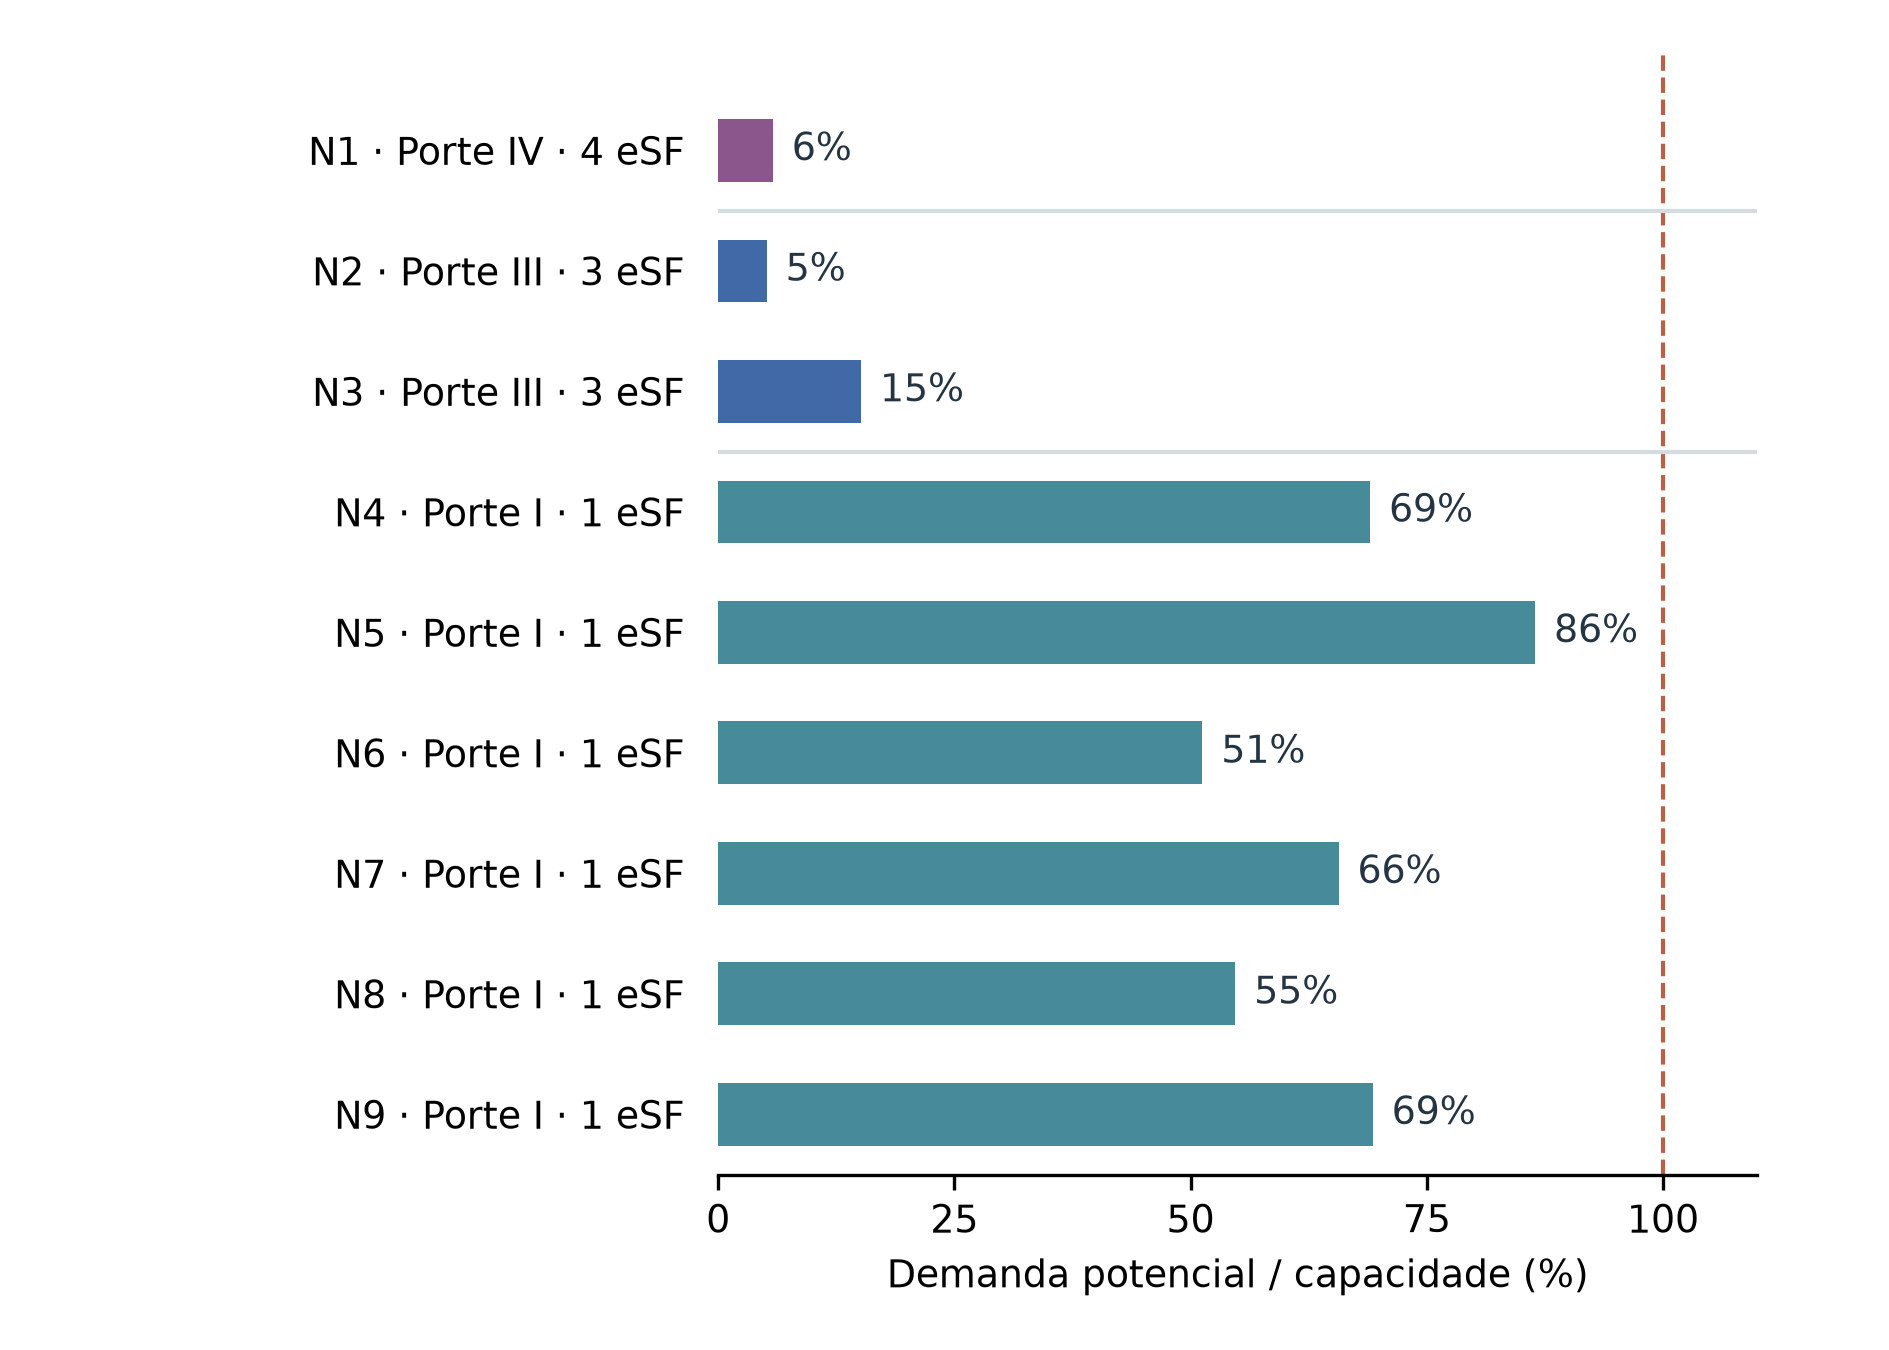 N1 · Porte IV · 4 eSF 6%
N2 · Porte III · 3 eSF 5%
N3 · Porte III · 3 eSF 15%
N4 · Porte I · 1 eSF 69%
N5 · Porte I · 1 eSF 86%
N6 · Porte I · 1 eSF 51%
N7 · Porte I · 1 eSF 66%
N8 · Porte I · 1 eSF 55%
N9 · Porte I · 1 eSF 69%
0 25 50 75 100
Demanda potencial / capacidade (%)